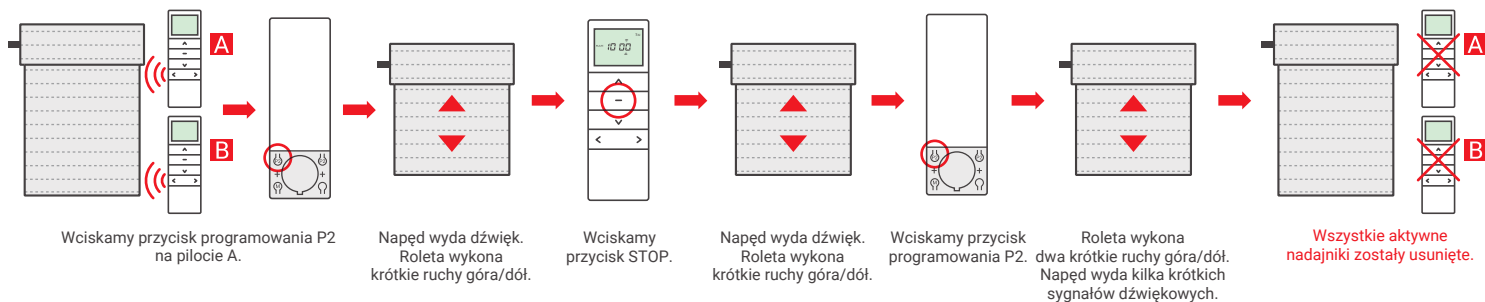 A
B
10 00
Wciskamy przycisk programowania P2
na pilocie A.
Napęd wyda dźwięk.
Roleta wykona
krótkie ruchy góra/dół.
Wciskamy
przycisk STOP.
Napęd wyda dźwięk.
Roleta wykona
krótkie ruchy góra/dół.
Wciskamy przycisk
programowania P2.
Roleta wykona
dwa krótkie ruchy góra/dół.
Napęd wyda kilka krótkich
sygnałów dźwiękowych.
A
B
Wszystkie aktywne
nadajniki zostały usunięte.